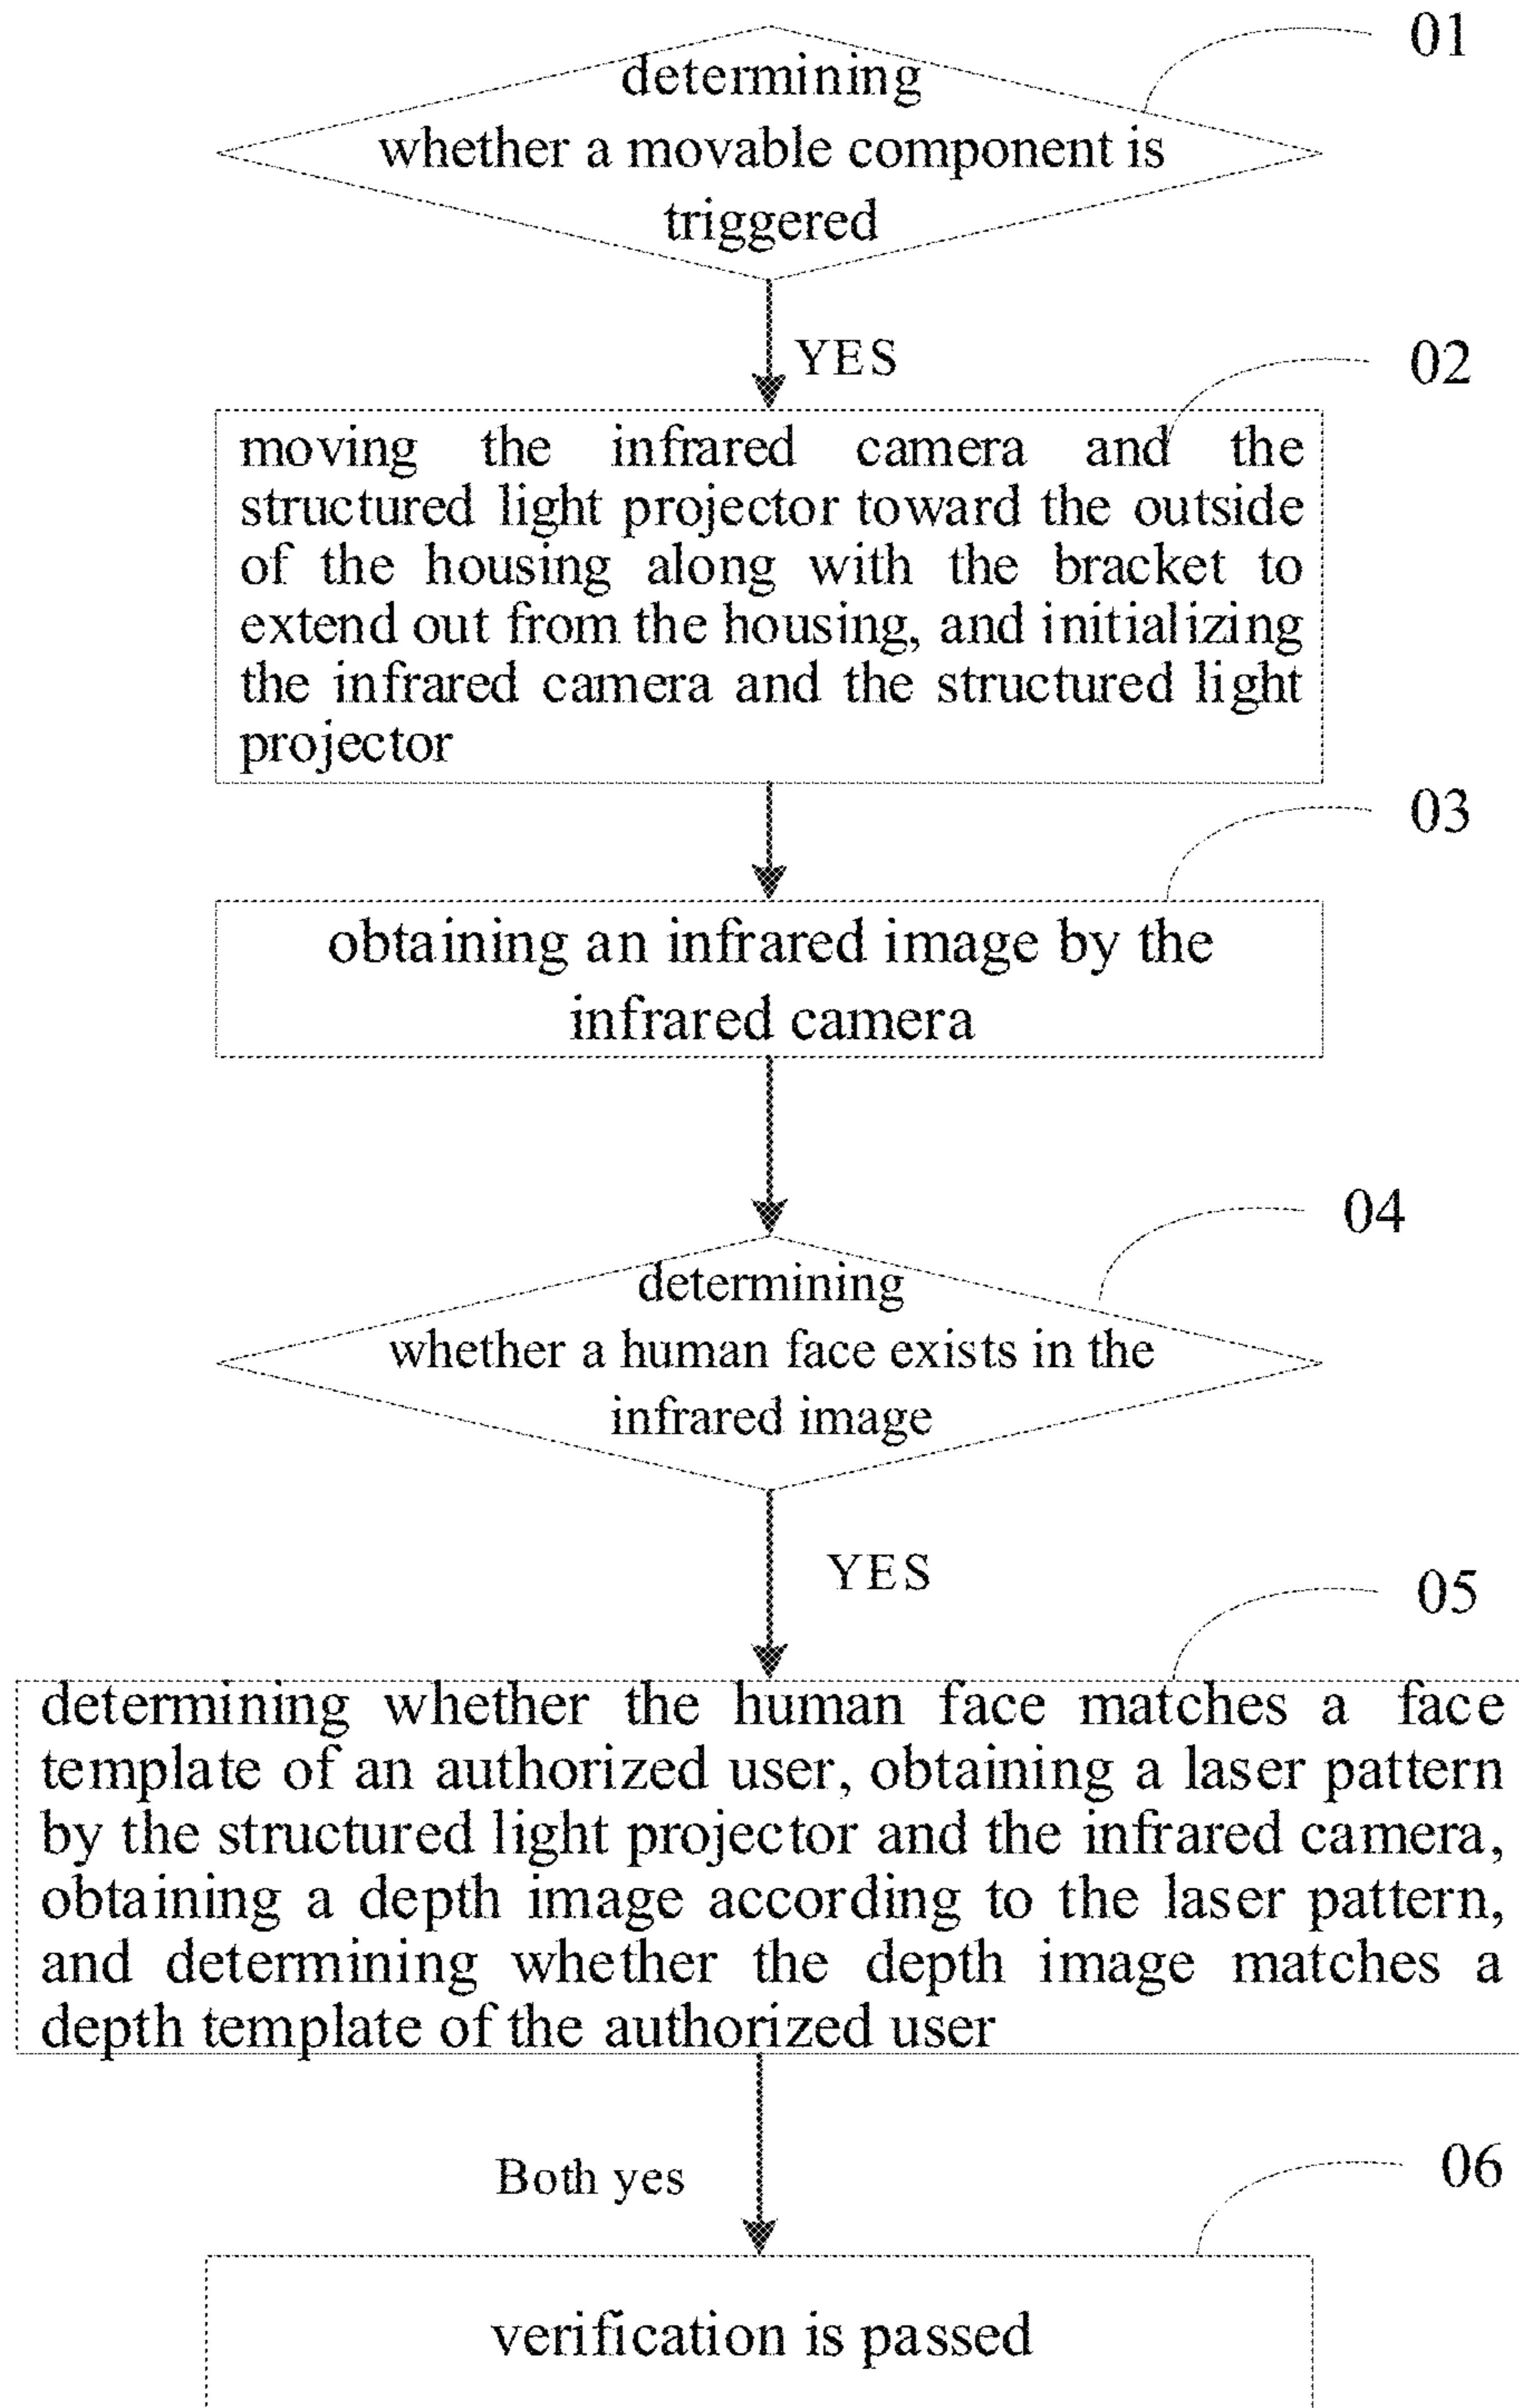 01
determining
whether a movable component is
triggered
YES
02
moving the infrared camera and the
structured light projector toward the outside
of the housing along with the bracket to
extend out from the housing, and initializing
the infrared camera and the structured light
projector
03
obtaining an infrared image by the
infrared camera
04
determining
whether a human face exists in the
infrared image
YES
05
determining whether the human face matches a face
template of an authorized user, obtaining a laser pattern
by the structured light projector and the infrared camera,
obtaining a depth image according to the laser pattern,
and determining whether the depth image matches a
depth template of the authorized user
Both yes
06
verification is passed